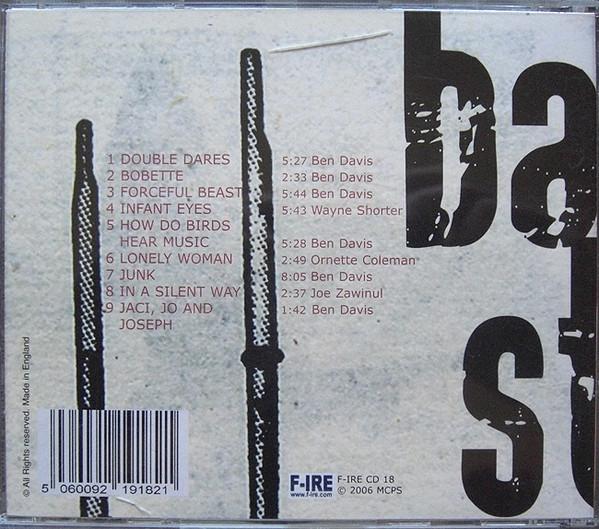 ba
st
1 DOUBLE DARES 5:27 Ben Davis
2 BOBETTE 2:33 Ben Davis
3 FORCEFUL BEAST 5:44 Ben Davis
4 INFANT EYES 5:43 Wayne Shorter
5 HOW DO BIRDS
HEAR MUSIC 5:28 Ben Davis
6 LONELY WOMAN 2:49 Ornette Coleman
7 JUNK 8:05 Ben Davis
8 IN A SILENT WAY 2:37 Joe Zawinul
9 JACI, JO AND 1:42 Ben Davis
JOSEPH
© All Rights reserved. Made in England
5 060092 191821
F-IRE
www.f-ire.com
F-IRE CD 18
© 2006 MCPS